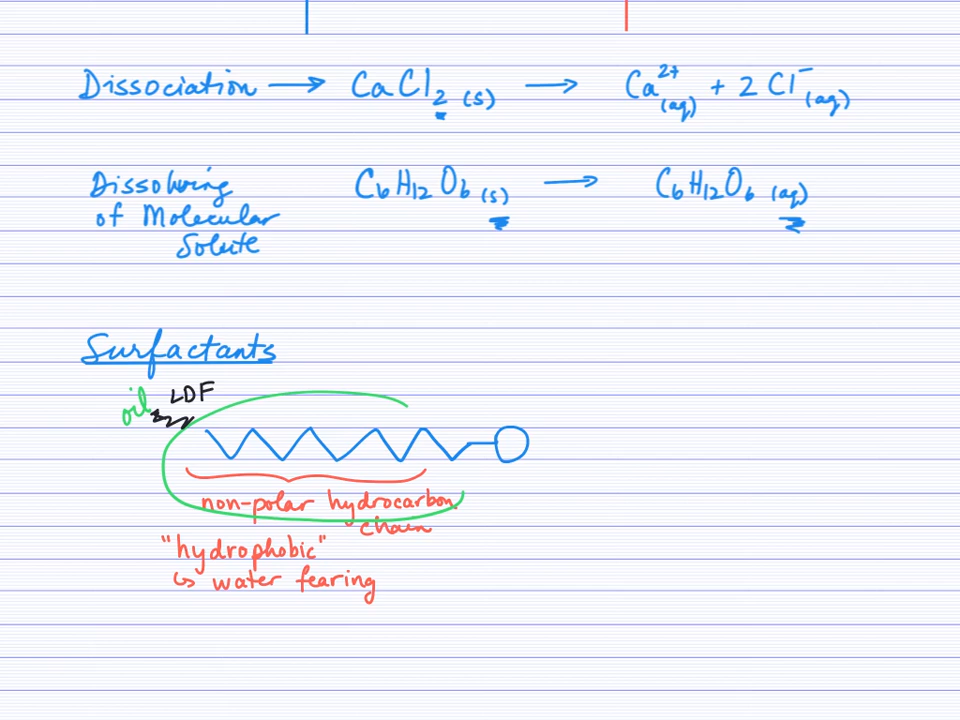 Dissociation → CaCl₂ (s) → Ca²⁺ (aq) + 2 Cl⁻ (aq)
Dissolving of Molecular Solute
C₆H₁₂O₆ (s) → C₆H₁₂O₆ (aq)
Surfactants
oil LDF
non-polar hydrocarbon
chain
"hydrophobic"
↳ water fearing